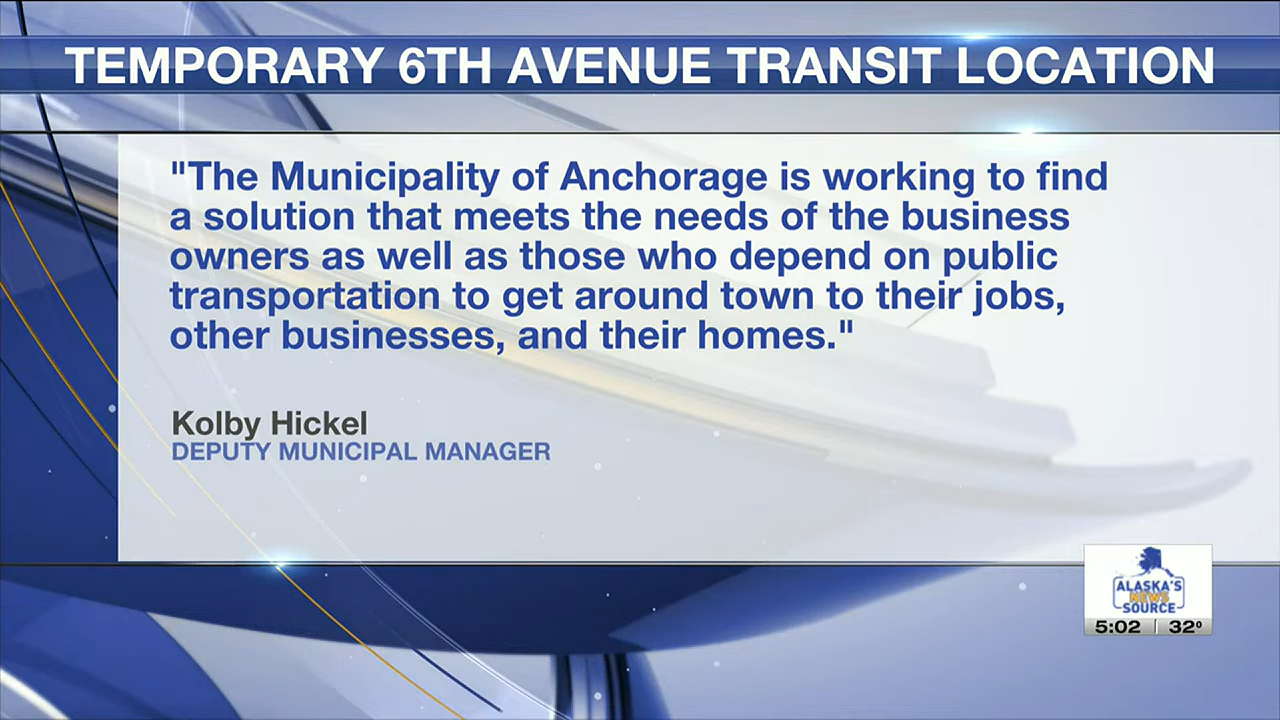 TEMPORARY 6TH AVENUE TRANSIT LOCATION
"The Municipality of Anchorage is working to find
a solution that meets the needs of the business
owners as well as those who depend on public
transportation to get around town to their jobs,
other businesses, and their homes."
Kolby Hickel
DEPUTY MUNICIPAL MANAGER
ALASKA'S
NEWS
SOURCE
5:02 | 32°